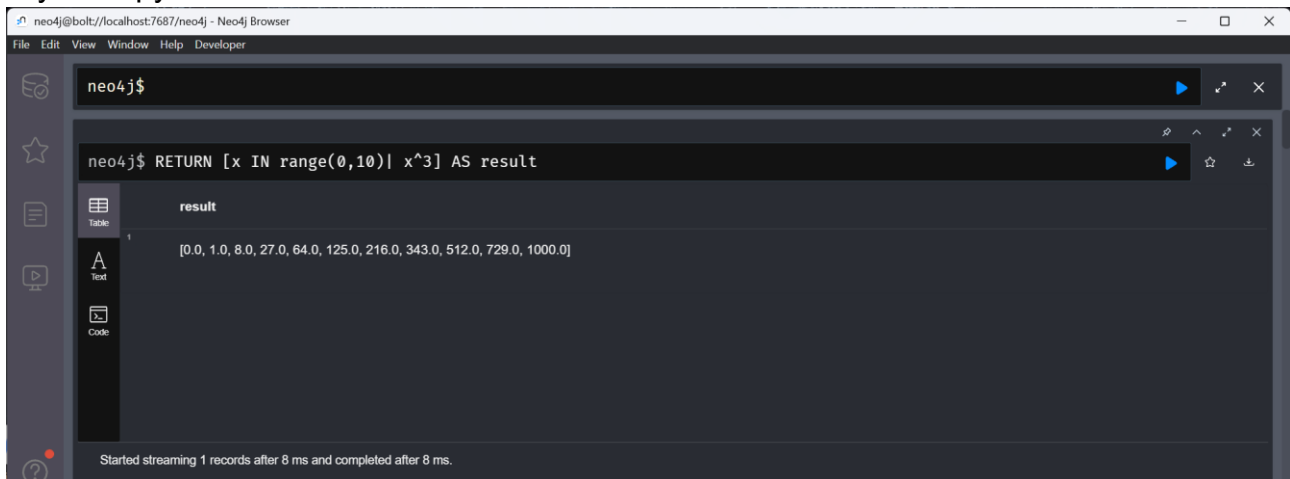 neo4j@bolt://localhost:7687/neo4j - Neo4j Browser
File Edit View Window Help Developer
neo4j$
neo4j$ RETURN [x IN range(0,10)| x^3] AS result
Table
result
1
[0.0, 1.0, 8.0, 27.0, 64.0, 125.0, 216.0, 343.0, 512.0, 729.0, 1000.0]
A
Text
Code
Started streaming 1 records after 8 ms and completed after 8 ms.